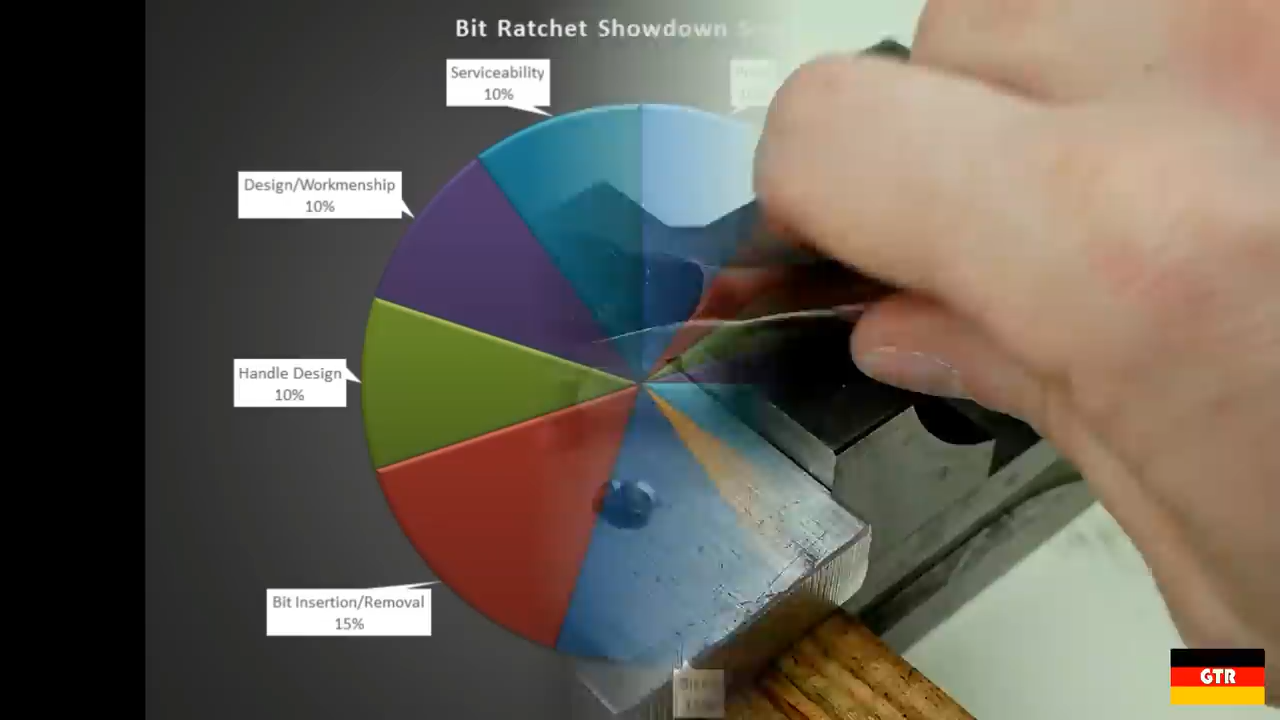 Bit Ratchet Showdown
Serviceability
10%
Design/Workmenship
10%
Handle Design
10%
Bit Insertion/Removal
15%
GTR